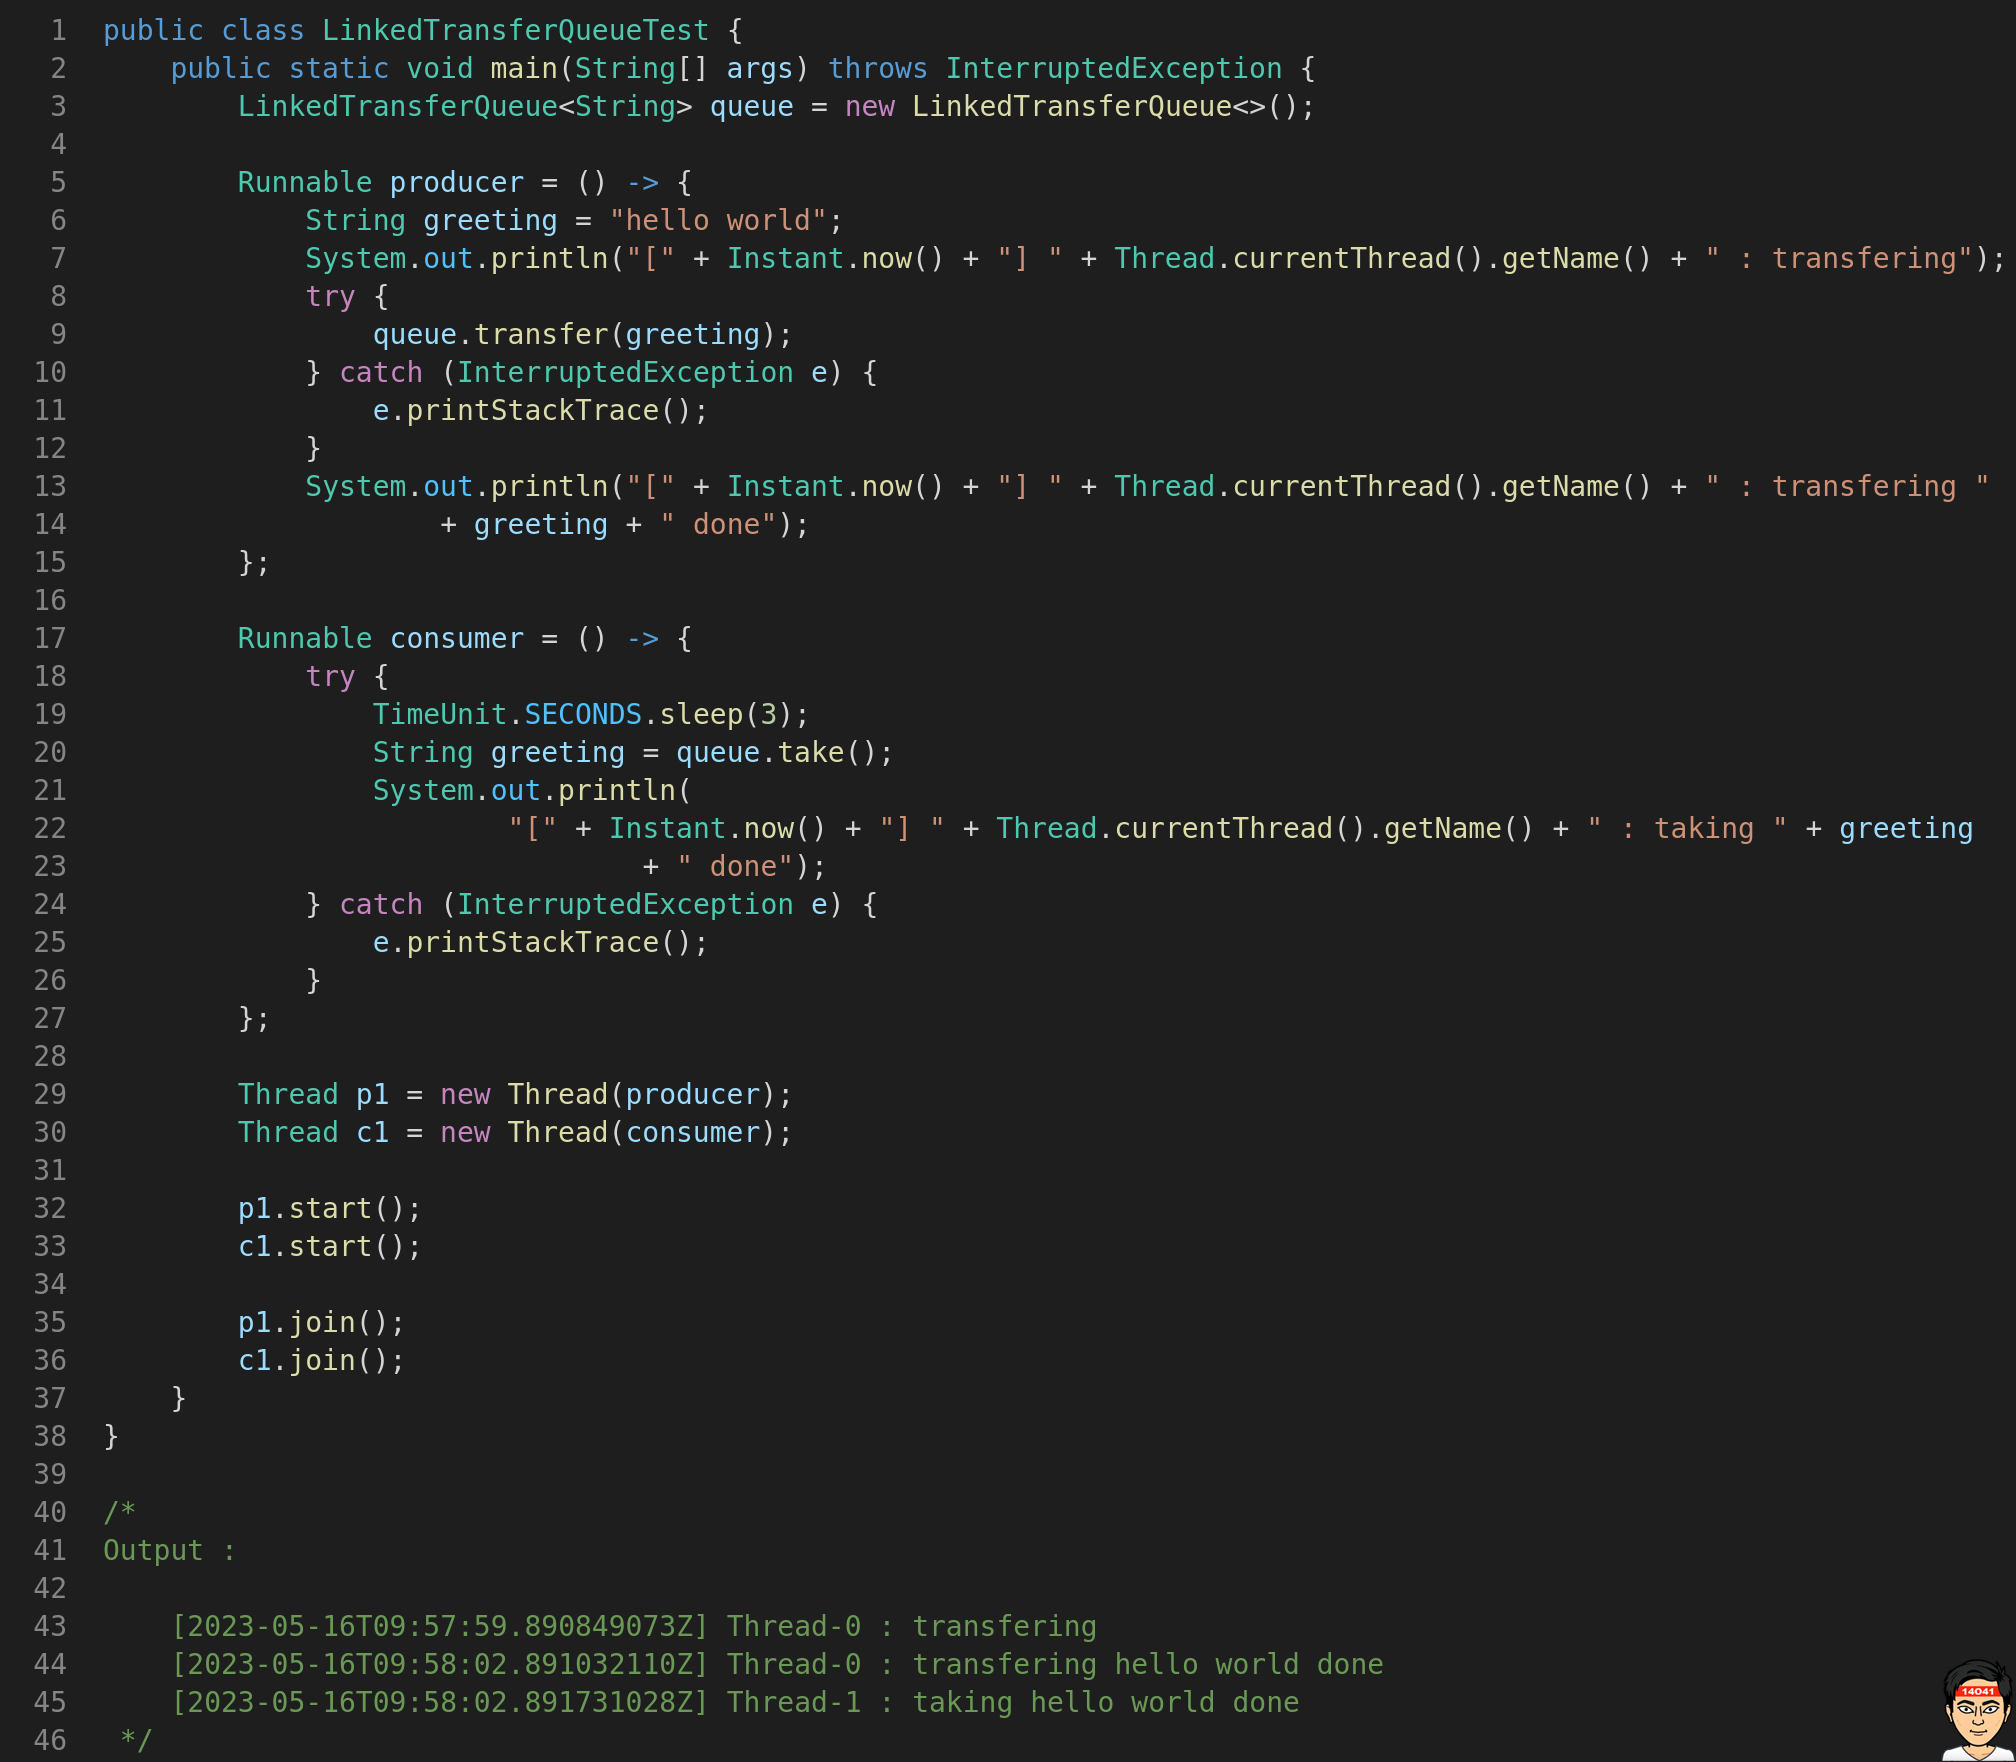 1 public class LinkedTransferQueueTest {
2     public static void main(String[] args) throws InterruptedException {
3         LinkedTransferQueue<String> queue = new LinkedTransferQueue<>();
4
5         Runnable producer = () -> {
6             String greeting = "hello world";
7             System.out.println("[" + Instant.now() + "] " + Thread.currentThread().getName() + " : transfering");
8             try {
9                 queue.transfer(greeting);
10             } catch (InterruptedException e) {
11                 e.printStackTrace();
12             }
13             System.out.println("[" + Instant.now() + "] " + Thread.currentThread().getName() + " : transfering "
14                     + greeting + " done");
15         };
16
17         Runnable consumer = () -> {
18             try {
19                 TimeUnit.SECONDS.sleep(3);
20                 String greeting = queue.take();
21                 System.out.println(
22                         "[" + Instant.now() + "] " + Thread.currentThread().getName() + " : taking " + greeting
23                                 + " done");
24             } catch (InterruptedException e) {
25                 e.printStackTrace();
26             }
27         };
28
29         Thread p1 = new Thread(producer);
30         Thread c1 = new Thread(consumer);
31
32         p1.start();
33         c1.start();
34
35         p1.join();
36         c1.join();
37     }
38 }
39
40 /*
41 Output :
42
43     [2023-05-16T09:57:59.890849073Z] Thread-0 : transfering
44     [2023-05-16T09:58:02.891032110Z] Thread-0 : transfering hello world done
45     [2023-05-16T09:58:02.891731028Z] Thread-1 : taking hello world done
46  */
14041